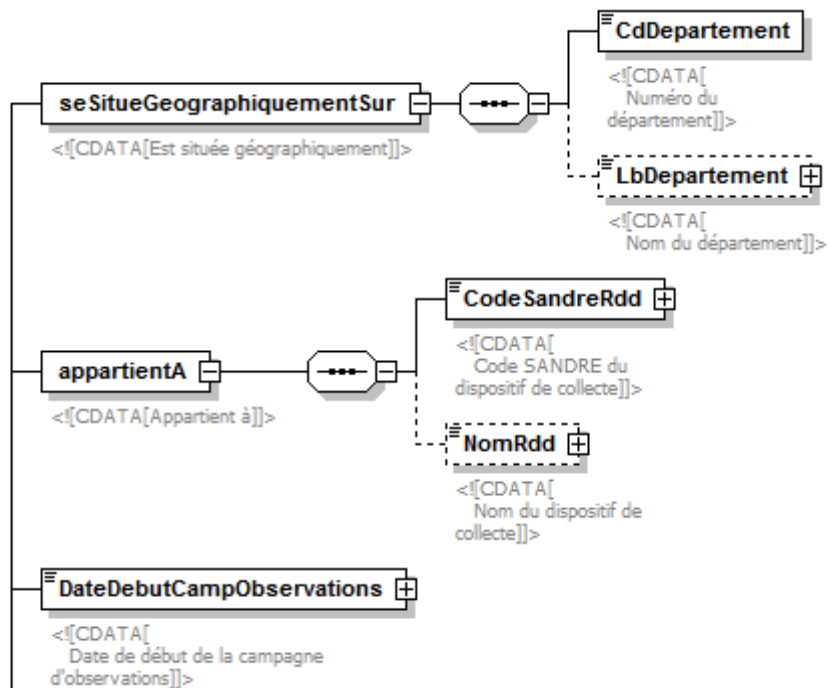 CdDepartement
<![CDATA[
Numéro du
département]]>
seSitueGeographiquementSur
<![CDATA[Est située géographiquement]]>
LbDepartement
<![CDATA[
Nom du département]]>
CodeSandreRdd
<![CDATA[
Code SANDRE du
dispositif de collecte]]>
appartientA
<![CDATA[Appartient à]]>
NomRdd
<![CDATA[
Nom du dispositif de
collecte]]>
DateDebutCampObservations
<![CDATA[
Date de début de la campagne
d'observations]]>